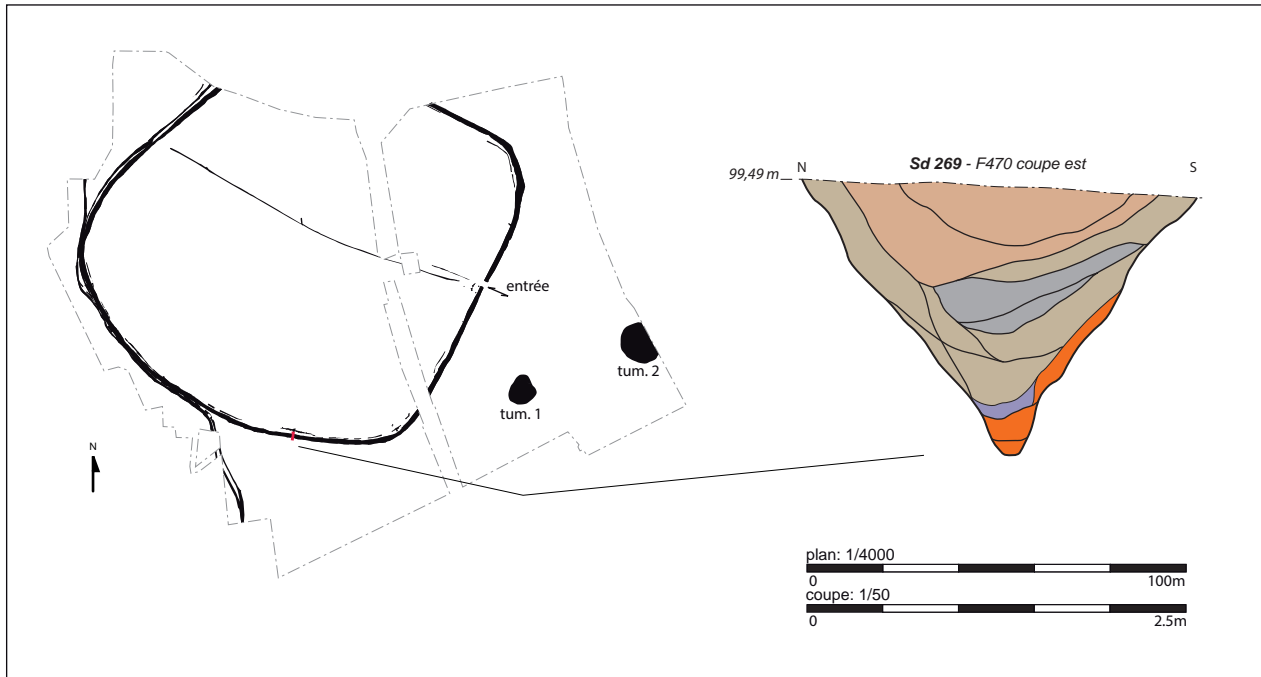 Sd 269 - F470 coupe est
N
S
99,49 m
entrée
tum. 2
tum. 1
N
plan: 1/4000
0
100m
coupe: 1/50
0
2.5m